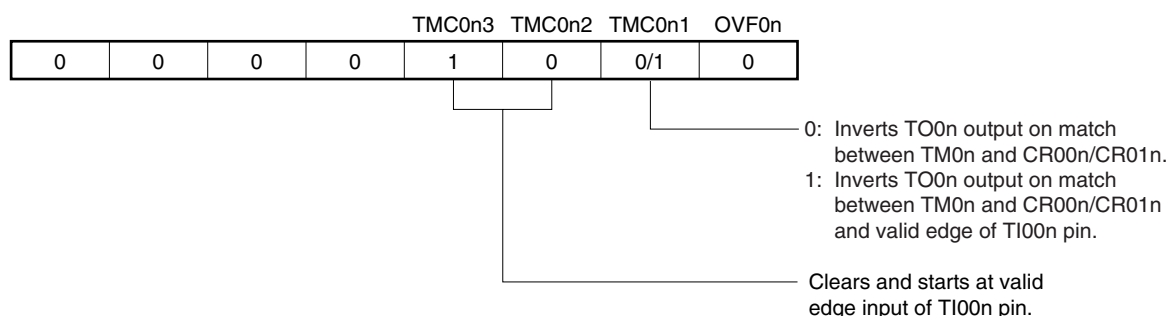 TMC0n3 TMC0n2 TMC0n1 OVF0n
0 0 0 0 1 0 0/1 0
0: Inverts TO0n output on match
between TM0n and CR00n/CR01n.
1: Inverts TO0n output on match
between TM0n and CR00n/CR01n
and valid edge of TI00n pin.
Clears and starts at valid
edge input of TI00n pin.